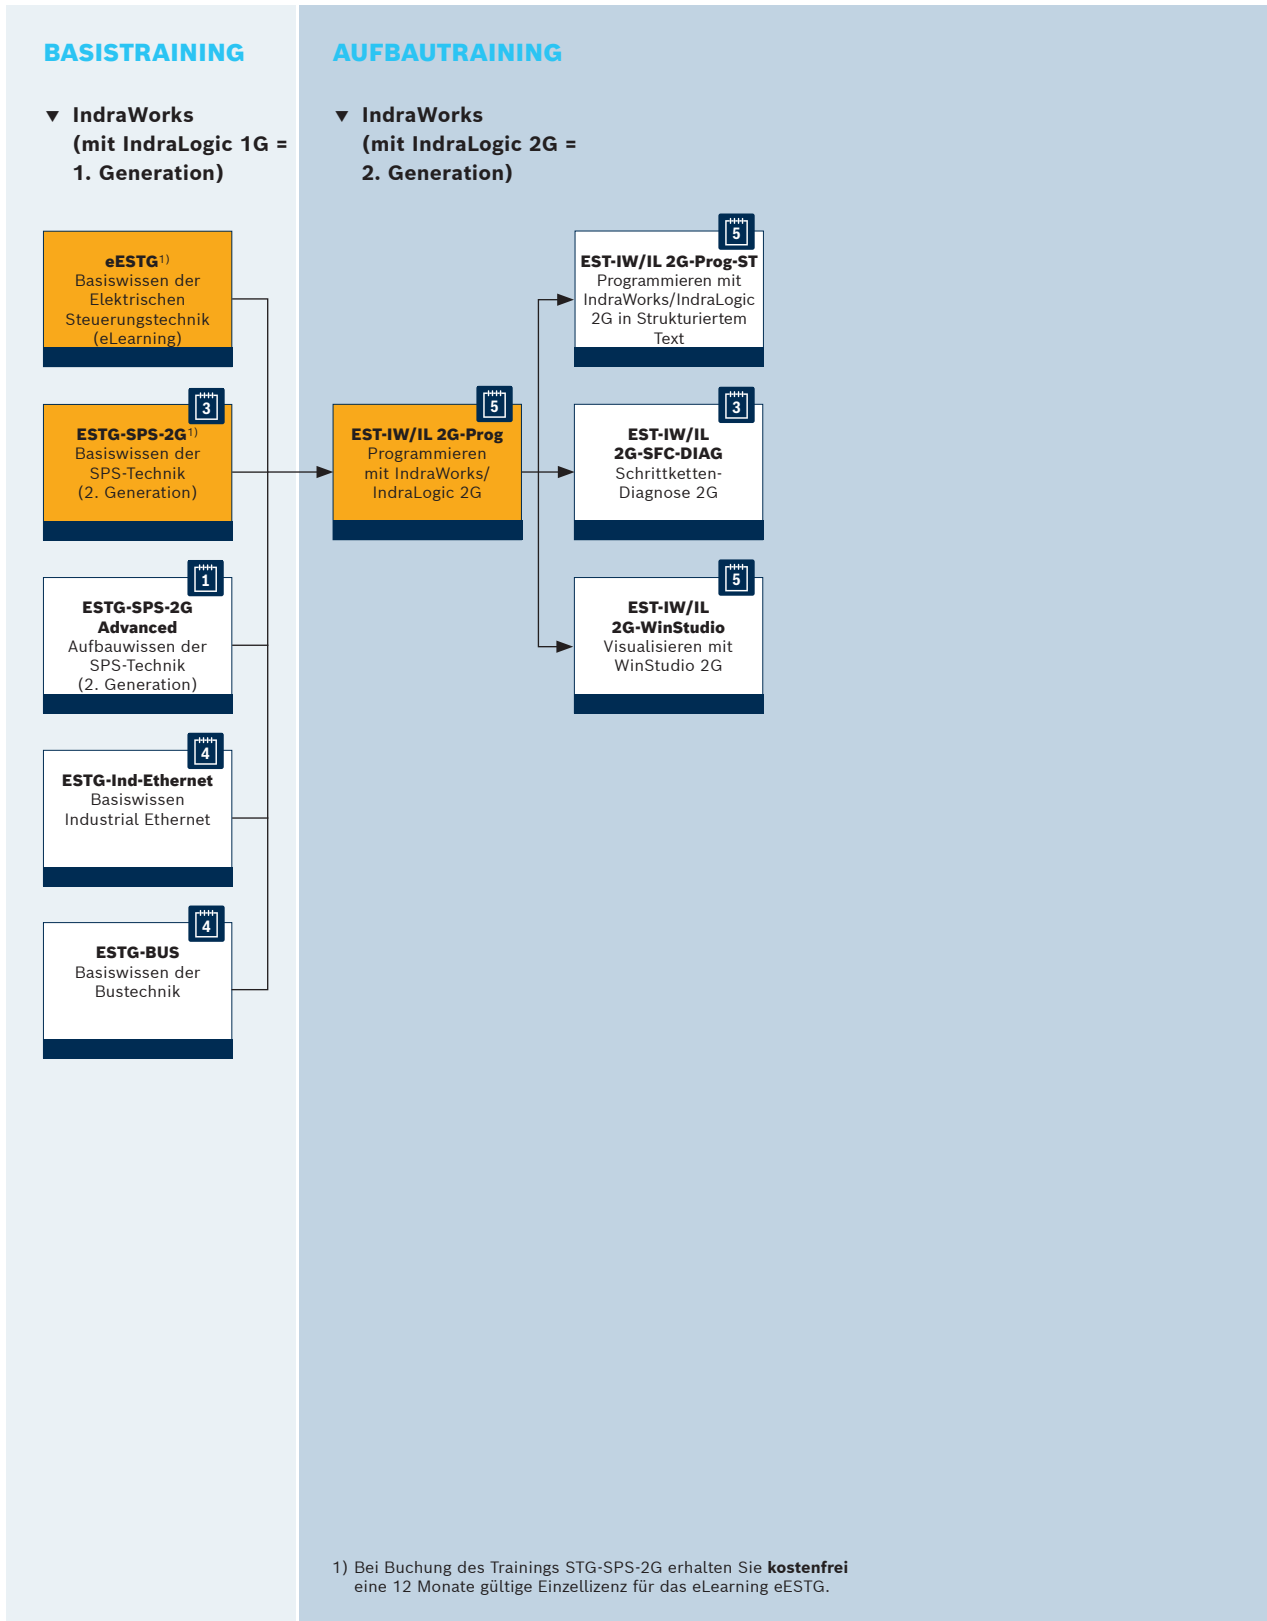 BASISTRAINING
▼ IndraWorks
(mit IndraLogic 1G =
1. Generation)
eESTG1)
Basiswissen der
Elektrischen
Steuerungstechnik
(eLearning)
3
ESTG-SPS-2G1)
Basiswissen der
SPS-Technik
(2. Generation)
1
ESTG-SPS-2G
Advanced
Aufbauwissen der
SPS-Technik
(2. Generation)
4
ESTG-Ind-Ethernet
Basiswissen
Industrial Ethernet
4
ESTG-BUS
Basiswissen der
Bustechnik
AUFBAUTRAINING
▼ IndraWorks
(mit IndraLogic 2G =
2. Generation)
5
EST-IW/IL 2G-Prog
Programmieren
mit IndraWorks/
IndraLogic 2G
5
EST-IW/IL 2G-Prog-ST
Programmieren mit
IndraWorks/IndraLogic
2G in Strukturiertem
Text
3
EST-IW/IL
2G-SFC-DIAG
Schrittketten-
Diagnose 2G
5
EST-IW/IL
2G-WinStudio
Visualisieren mit
WinStudio 2G
1) Bei Buchung des Trainings STG-SPS-2G erhalten Sie kostenfrei
eine 12 Monate gültige Einzellizenz für das eLearning eESTG.